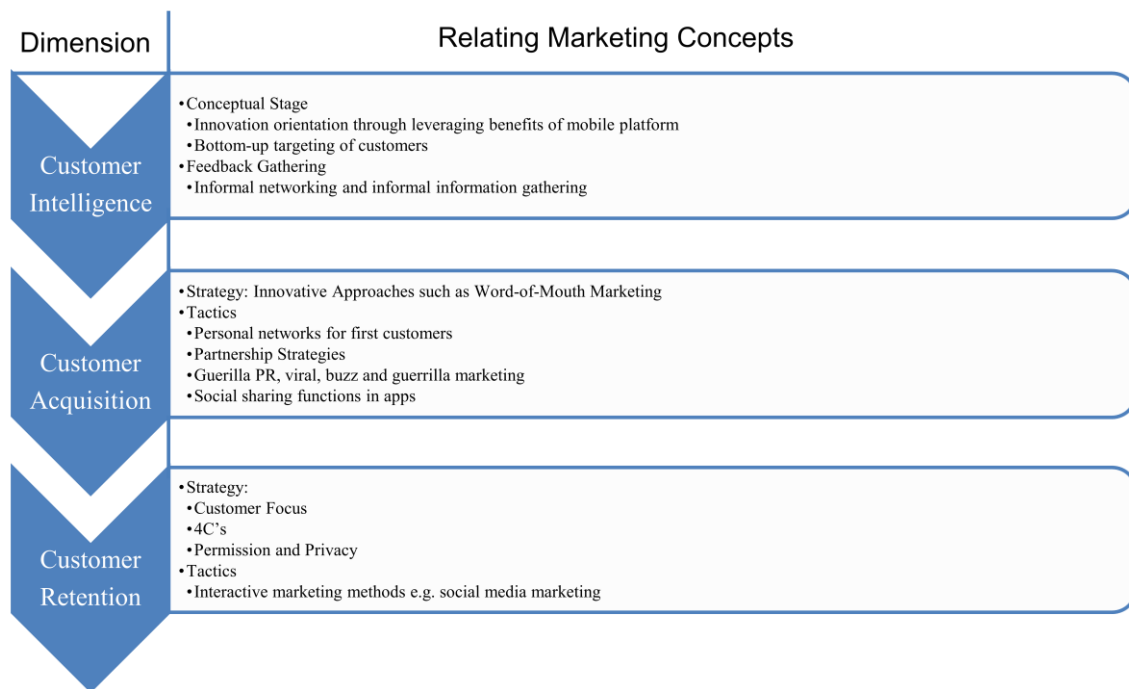 Dimension
Relating Marketing Concepts
Customer
Intelligence
•Conceptual Stage
•Innovation orientation through leveraging benefits of mobile platform
•Bottom-up targeting of customers
•Feedback Gathering
•Informal networking and informal information gathering
Customer
Acquisition
•Strategy: Innovative Approaches such as Word-of-Mouth Marketing
•Tactics
•Personal networks for first customers
•Partnership Strategies
•Guerilla PR, viral, buzz and guerrilla marketing
•Social sharing functions in apps
Customer
Retention
•Strategy:
•Customer Focus
•4C’s
•Permission and Privacy
•Tactics
•Interactive marketing methods e.g. social media marketing